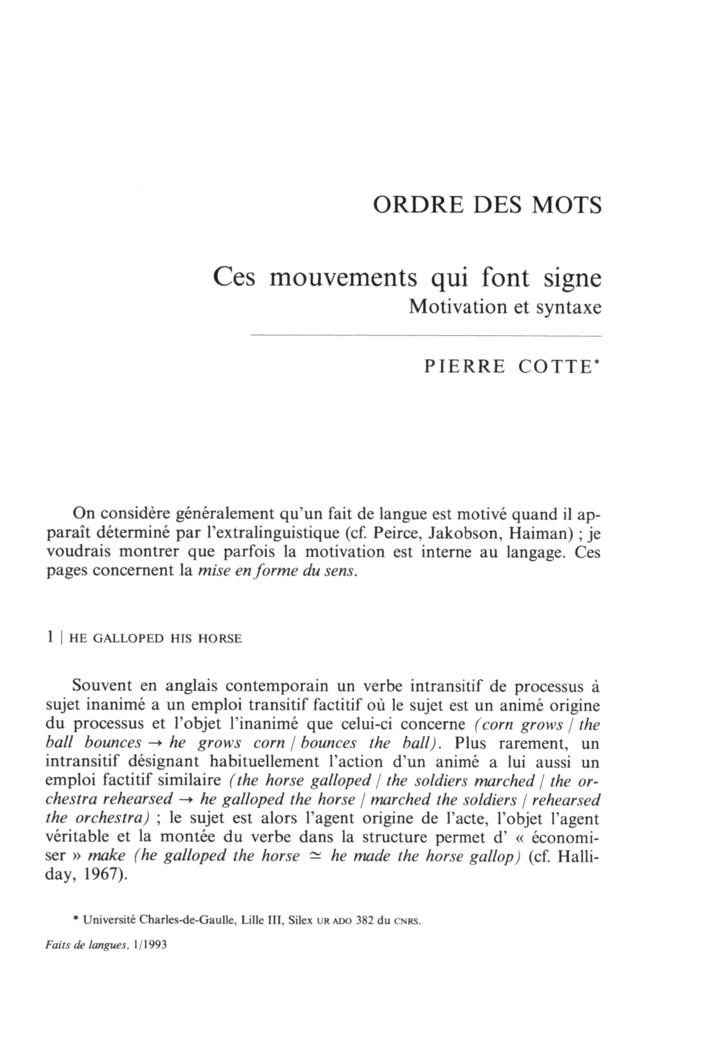 ORDRE DES MOTS
Ces mouvements qui font signe
Motivation et syntaxe
PIERRE COTTE*
On considère généralement qu'un fait de langue est motivé quand il ap-
paraît déterminé par l'extralinguistique (cf. Peirce, Jakobson, Haiman) ; je
voudrais montrer que parfois la motivation est interne au langage. Ces
pages concernent la mise en forme du sens.
1 | HE GALLOPED HIS HORSE
Souvent en anglais contemporain un verbe intransitif de processus à
sujet inanimé a un emploi transitif factitif où le sujet est un animé origine
du processus et l'objet l'inanimé que celui-ci concerne (corn grows / the
ball bounces → he grows corn / bounces the ball). Plus rarement, un
intransitif désignant habituellement l'action d'un animé a lui aussi un
emploi factitif similaire (the horse galloped / the soldiers marched / the or-
chestra rehearsed → he galloped the horse / marched the soldiers / rehearsed
the orchestra) ; le sujet est alors l'agent origine de l'acte, l'objet l'agent
véritable et la montée du verbe dans la structure permet d' « économi-
ser » make (he galloped the horse ≃ he made the horse gallop) (cf. Halli-
day, 1967).
* Université Charles-de-Gaulle, Lille III, Silex UR ADO 382 du CNRS.
Faits de langues, 1/1993